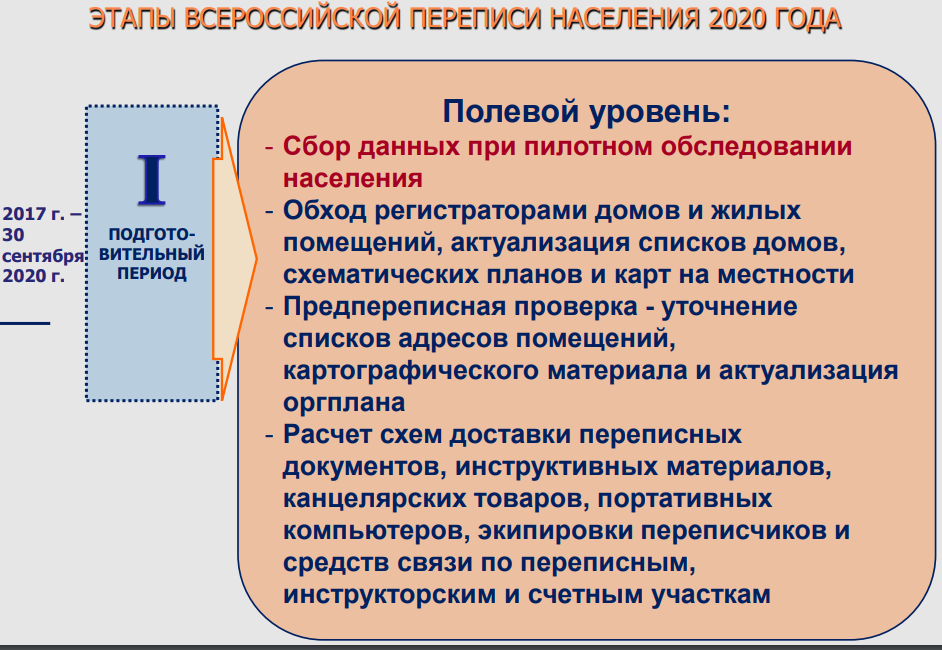 ЭТАПЫ ВСЕРОССИЙСКОЙ ПЕРЕПИСИ НАСЕЛЕНИЯ 2020 ГОДА
2017 г. –
30
сентября
2020 г.
I
ПОДГОТО-
ВИТЕЛЬНЫЙ
ПЕРИОД
Полевой уровень:
- Сбор данных при пилотном обследовании
населения
- Обход регистраторами домов и жилых
помещений, актуализация списков домов,
схематических планов и карт на местности
- Предпереписная проверка - уточнение
списков адресов помещений,
картографического материала и актуализация
оргплана
- Расчет схем доставки переписных
документов, инструктивных материалов,
канцелярских товаров, портативных
компьютеров, экипировки переписчиков и
средств связи по переписным,
инструкторским и счетным участкам